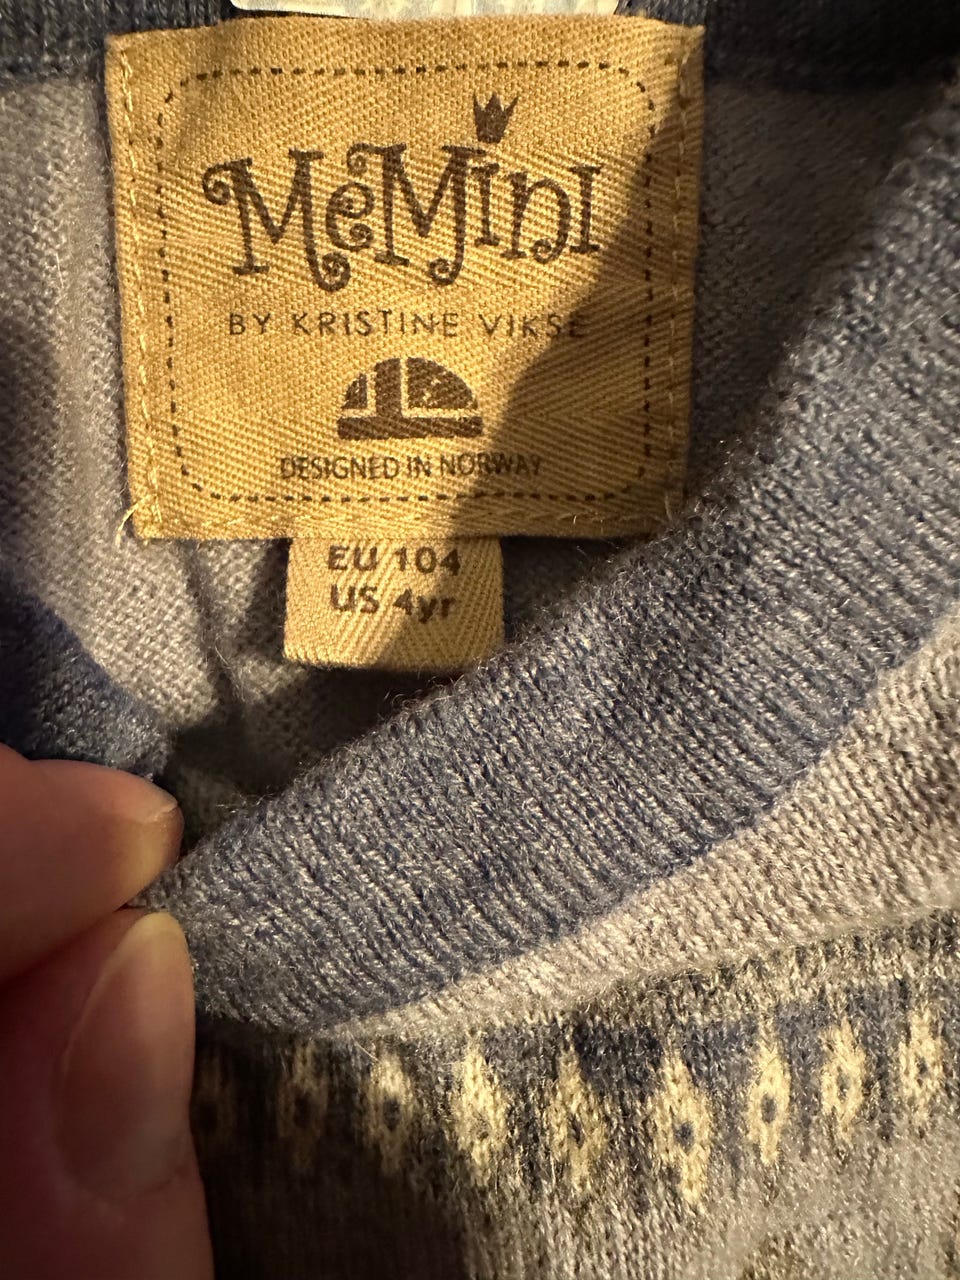 MeMini
BY KRISTINE VIKSE
DESIGNED IN NORWAY
EU 104
US 4yr